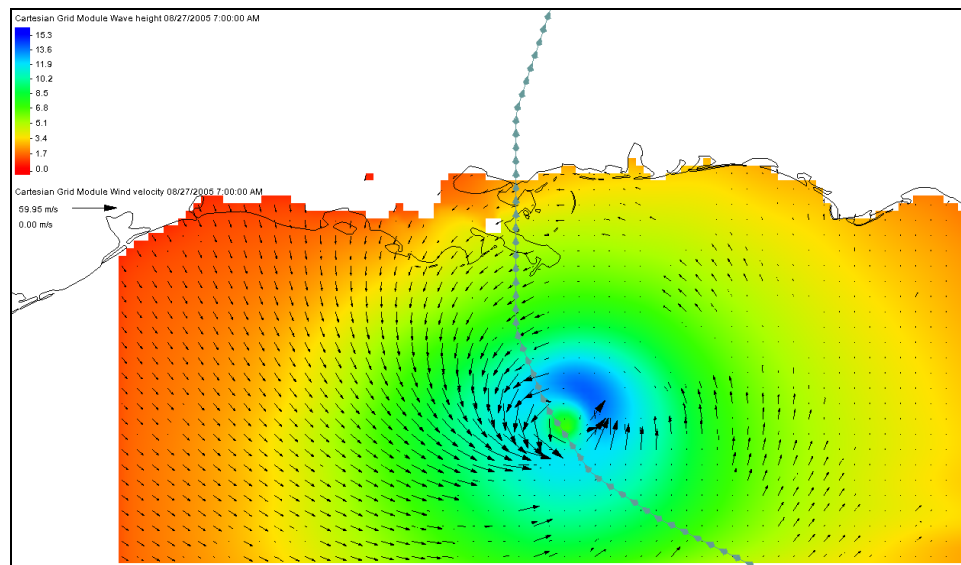 Cartesian Grid Module Wave height 08/27/2005 7:00:00 AM
15.3
13.6
11.9
10.2
8.5
6.8
5.1
3.4
1.7
0.0
Cartesian Grid Module Wind velocity 08/27/2005 7:00:00 AM
59.95 m/s
0.00 m/s